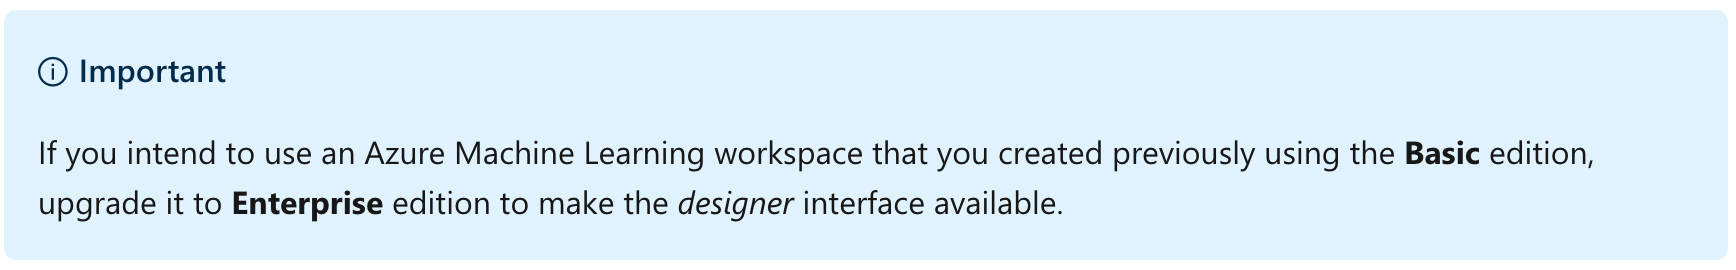 Important
If you intend to use an Azure Machine Learning workspace that you created previously using the Basic edition,
upgrade it to Enterprise edition to make the designer interface available.